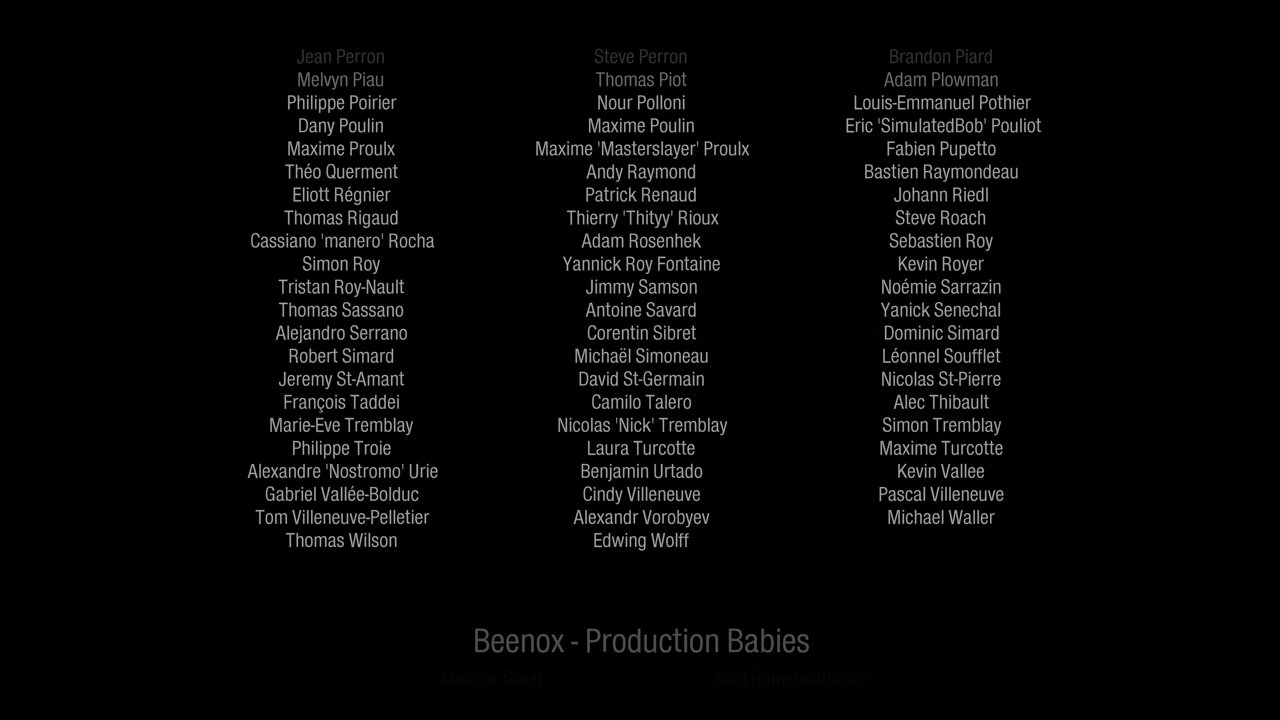 Jean Perron Steve Perron Brandon Piard
Melvyn Piau Thomas Piot Adam Plowman
Philippe Poirier Nour Polloni Louis-Emmanuel Pothier
Dany Poulin Maxime Poulin Eric 'SimulatedBob' Pouliot
Maxime Proulx Maxime 'Masterslayer' Proulx Fabien Pupetto
Théo Querment Andy Raymond Bastien Raymondeau
Eliott Régnier Patrick Renaud Johann Riedl
Thomas Rigaud Thierry 'Thityy' Rioux Steve Roach
Cassiano 'manero' Rocha Adam Rosenhek Sebastien Roy
Simon Roy Yannick Roy Fontaine Kevin Royer
Tristan Roy-Nault Jimmy Samson Noémie Sarrazin
Thomas Sassano Antoine Savard Yanick Senechal
Alejandro Serrano Corentin Sibret Dominic Simard
Robert Simard Michaël Simoneau Léonnel Soufflet
Jeremy St-Amant David St-Germain Nicolas St-Pierre
François Taddei Camilo Talero Alec Thibault
Marie-Eve Tremblay Nicolas 'Nick' Tremblay Simon Tremblay
Philippe Troie Laura Turcotte Maxime Turcotte
Alexandre 'Nostromo' Urie Benjamin Urtado Kevin Vallee
Gabriel Vallée-Bolduc Cindy Villeneuve Pascal Villeneuve
Tom Villeneuve-Pelletier Alexandr Vorobyev Michael Waller
Thomas Wilson Edwing Wolff
Beenox - Production Babies